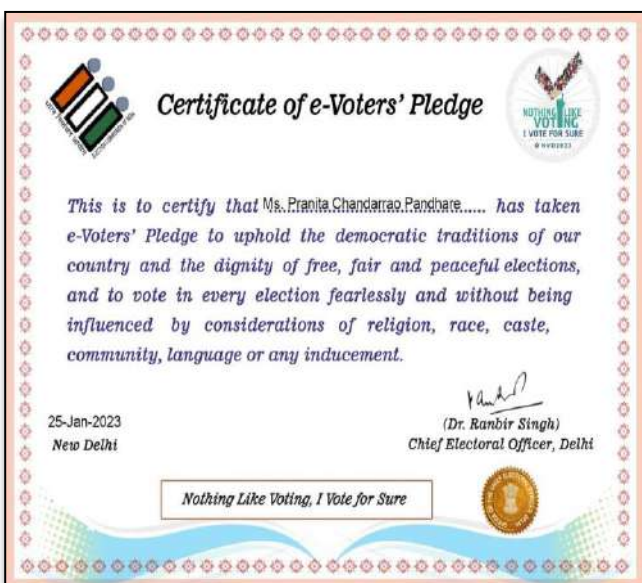 Certificate of e-Voters' Pledge
NOTHING LIKE
VOTING
I VOTE FOR SURE
# NVD2023
This is to certify that Ms. Pranita Chandarrao Pandhare..... has taken
e-Voters' Pledge to uphold the democratic traditions of our
country and the dignity of free, fair and peaceful elections,
and to vote in every election fearlessly and without being
influenced by considerations of religion, race, caste,
community, language or any inducement.
25-Jan-2023
New Delhi
(Dr. Ranbir Singh)
Chief Electoral Officer, Delhi
Nothing Like Voting, I Vote for Sure